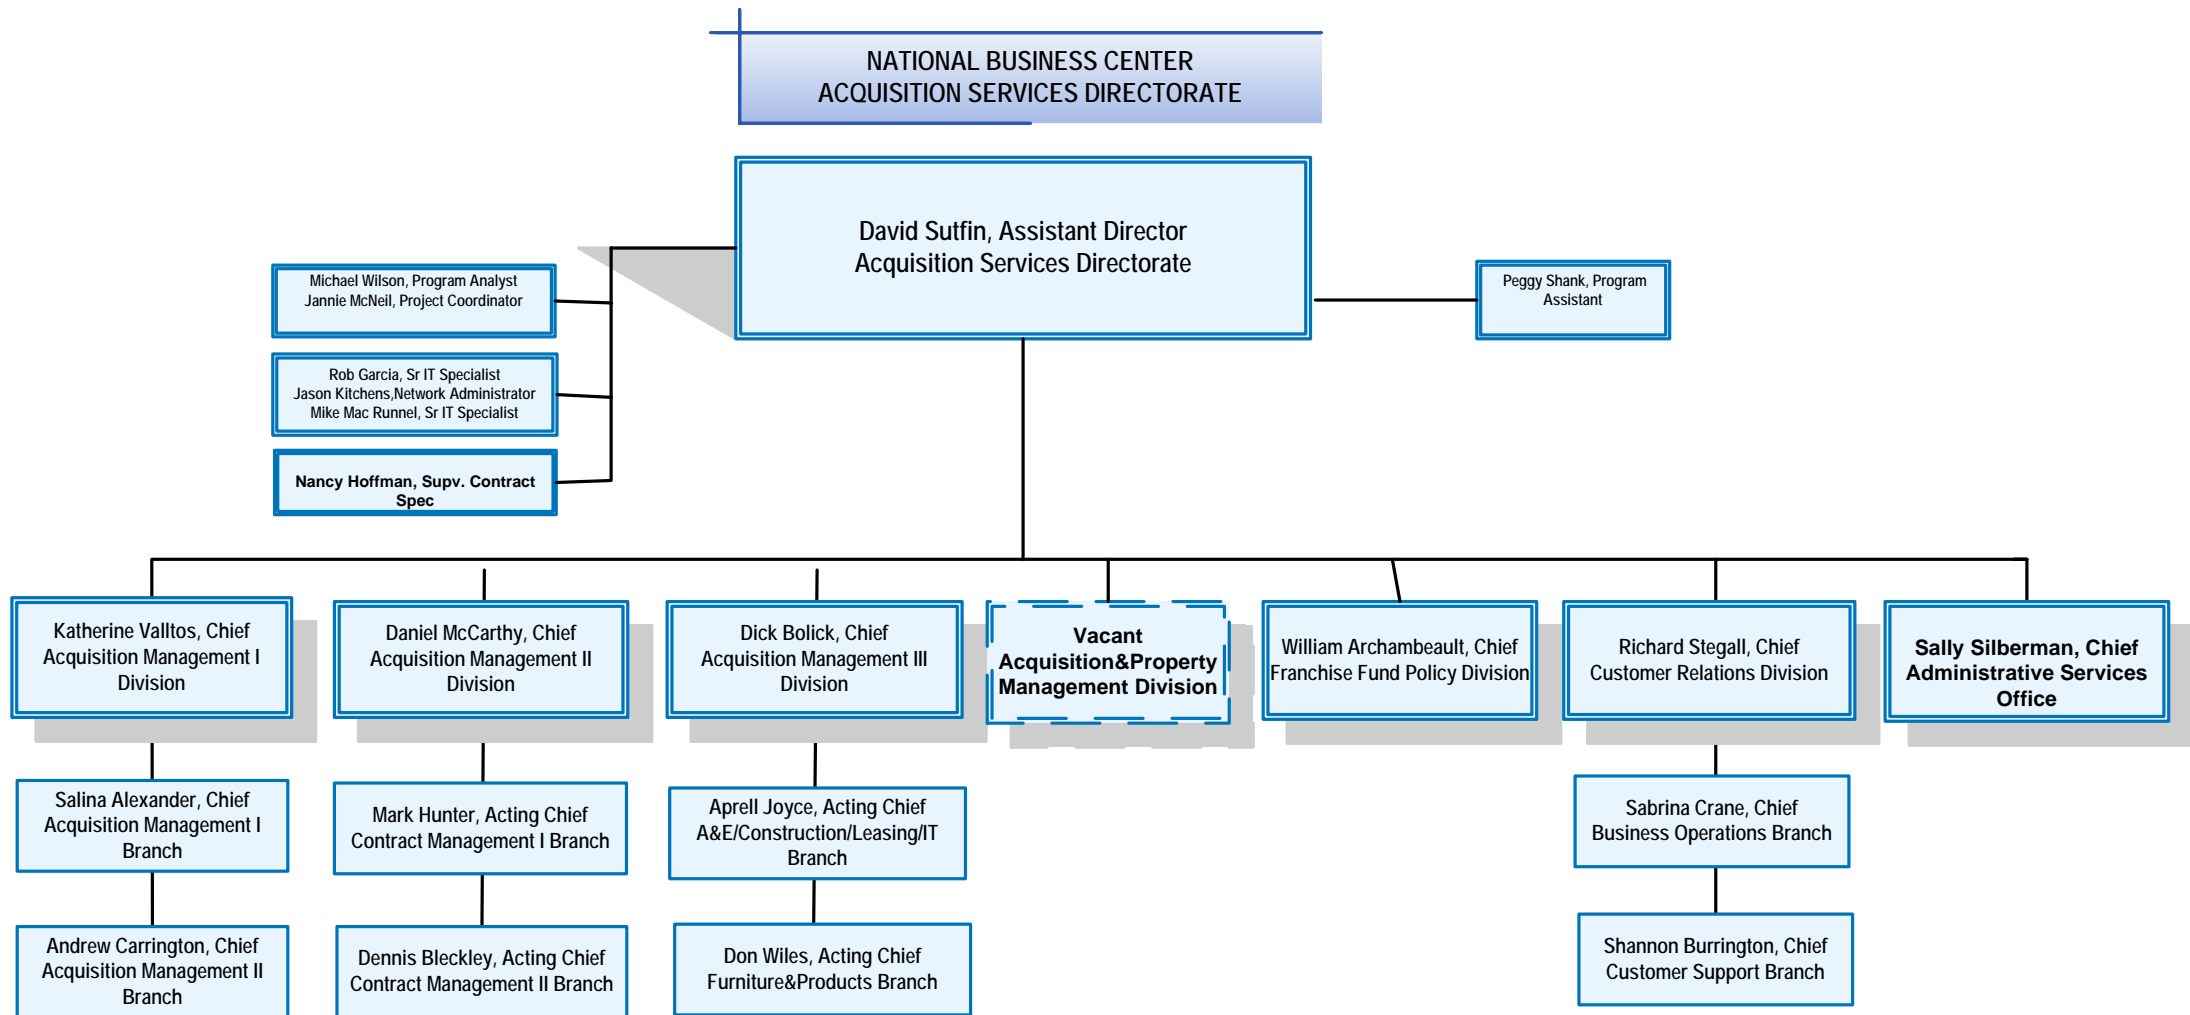 NATIONAL BUSINESS CENTER
ACQUISITION SERVICES DIRECTORATE
David Sutfin, Assistant Director
Acquisition Services Directorate
Michael Wilson, Program Analyst
Jannie McNeil, Project Coordinator
Peggy Shank, Program
Assistant
Rob Garcia, Sr IT Specialist
Jason Kitchens,Network Administrator
Mike Mac Runnel, Sr IT Specialist
Nancy Hoffman, Supv. Contract
Spec
Katherine Valltos, Chief
Acquisition Management I
Division
Daniel McCarthy, Chief
Acquisition Management II
Division
Dick Bolick, Chief
Acquisition Management III
Division
Vacant
Acquisition&Property
Management Division
William Archambeault, Chief
Franchise Fund Policy Division
Richard Stegall, Chief
Customer Relations Division
Sally Silberman, Chief
Administrative Services
Office
Salina Alexander, Chief
Acquisition Management I
Branch
Mark Hunter, Acting Chief
Contract Management I Branch
Aprell Joyce, Acting Chief
A&E/Construction/Leasing/IT
Branch
Sabrina Crane, Chief
Business Operations Branch
Andrew Carrington, Chief
Acquisition Management II
Branch
Dennis Bleckley, Acting Chief
Contract Management II Branch
Don Wiles, Acting Chief
Furniture&Products Branch
Shannon Burrington, Chief
Customer Support Branch